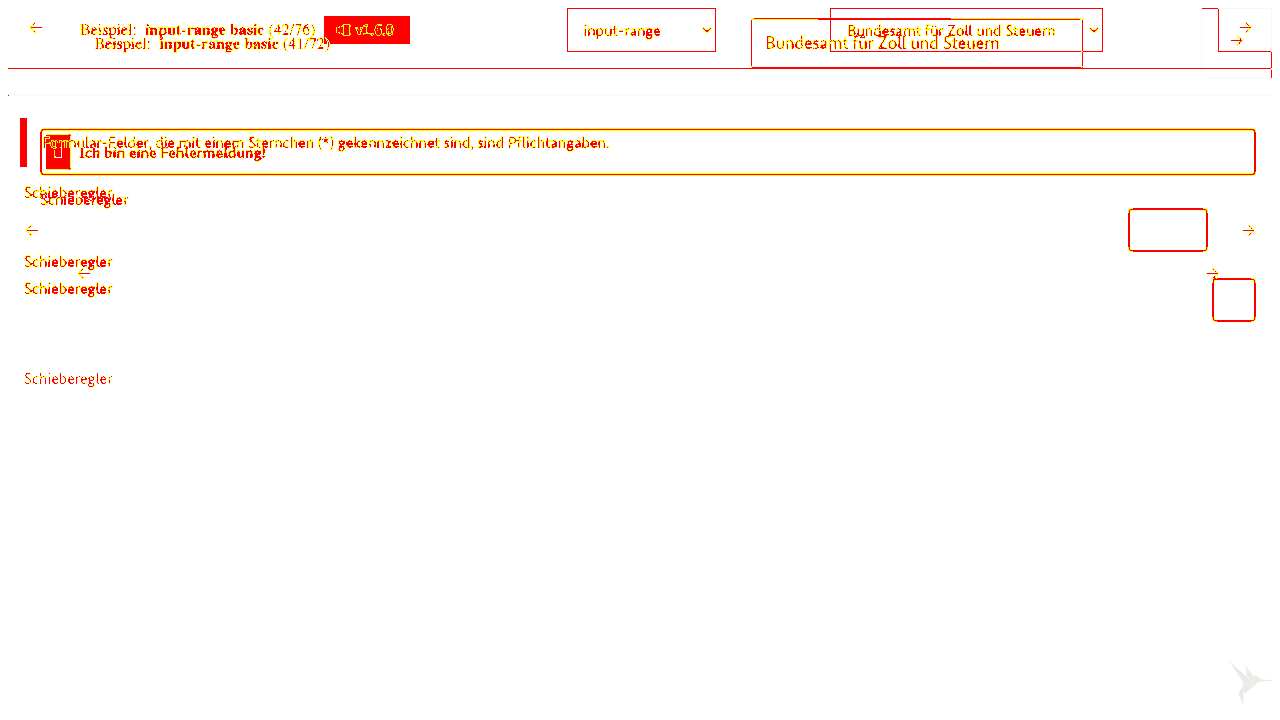 Beispiel: input-range basic (42/76) v1.6.0 input-range Bundesamt für Zoll und Steuern
Beispiel: input-range basic (41/72) Bundesamt für Zoll und Steuern
Formular-Felder, die mit einem Sternchen (*) gekennzeichnet sind, sind Pflichtangaben.
Ich bin eine Fehlermeldung!
Schieberegler
Schieberegler
Schieberegler
Schieberegler
Schieberegler